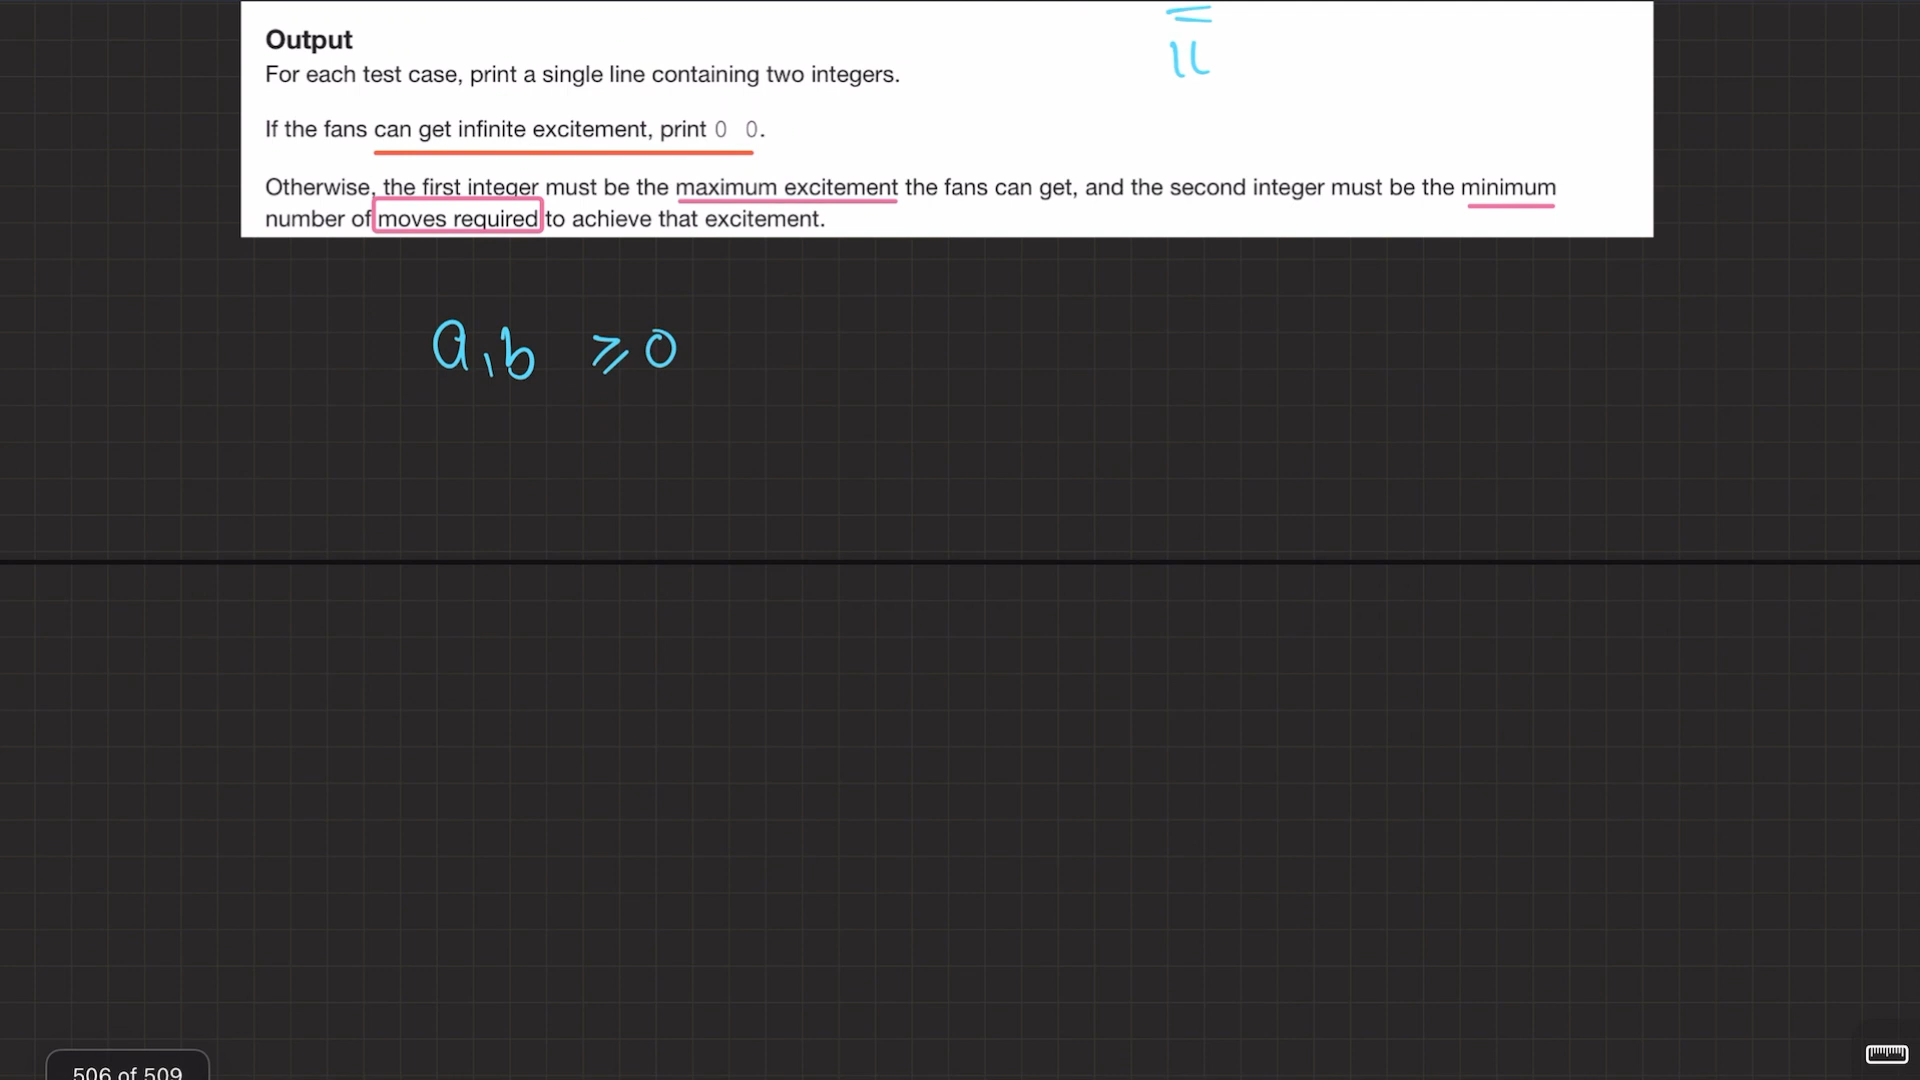 Output
For each test case, print a single line containing two integers.
If the fans can get infinite excitement, print 0 0.
Otherwise, the first integer must be the maximum excitement the fans can get, and the second integer must be the minimum
number of moves required to achieve that excitement.
a, b ≥ 0
506 of 509